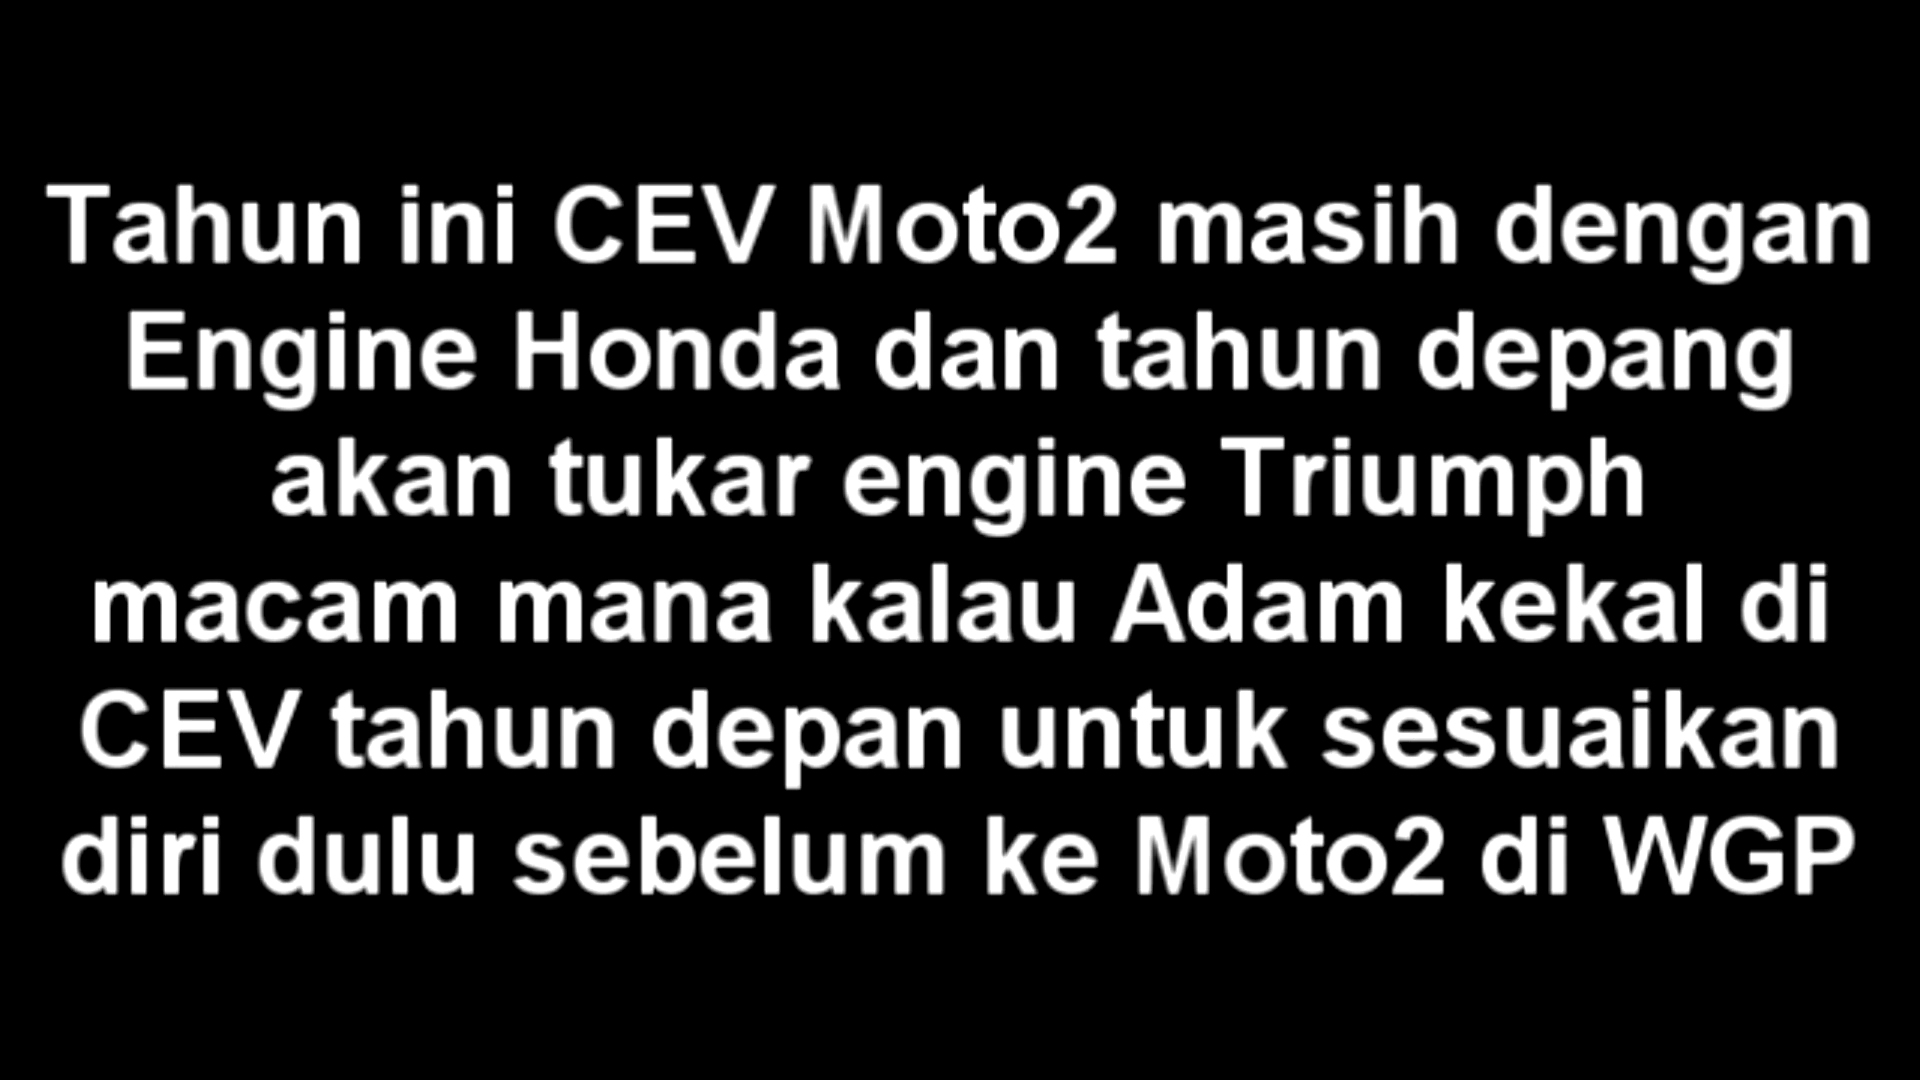 Tahun ini CEV Moto2 masih dengan
Engine Honda dan tahun depang
akan tukar engine Triumph
macam mana kalau Adam kekal di
CEV tahun depan untuk sesuaikan
diri dulu sebelum ke Moto2 di WGP